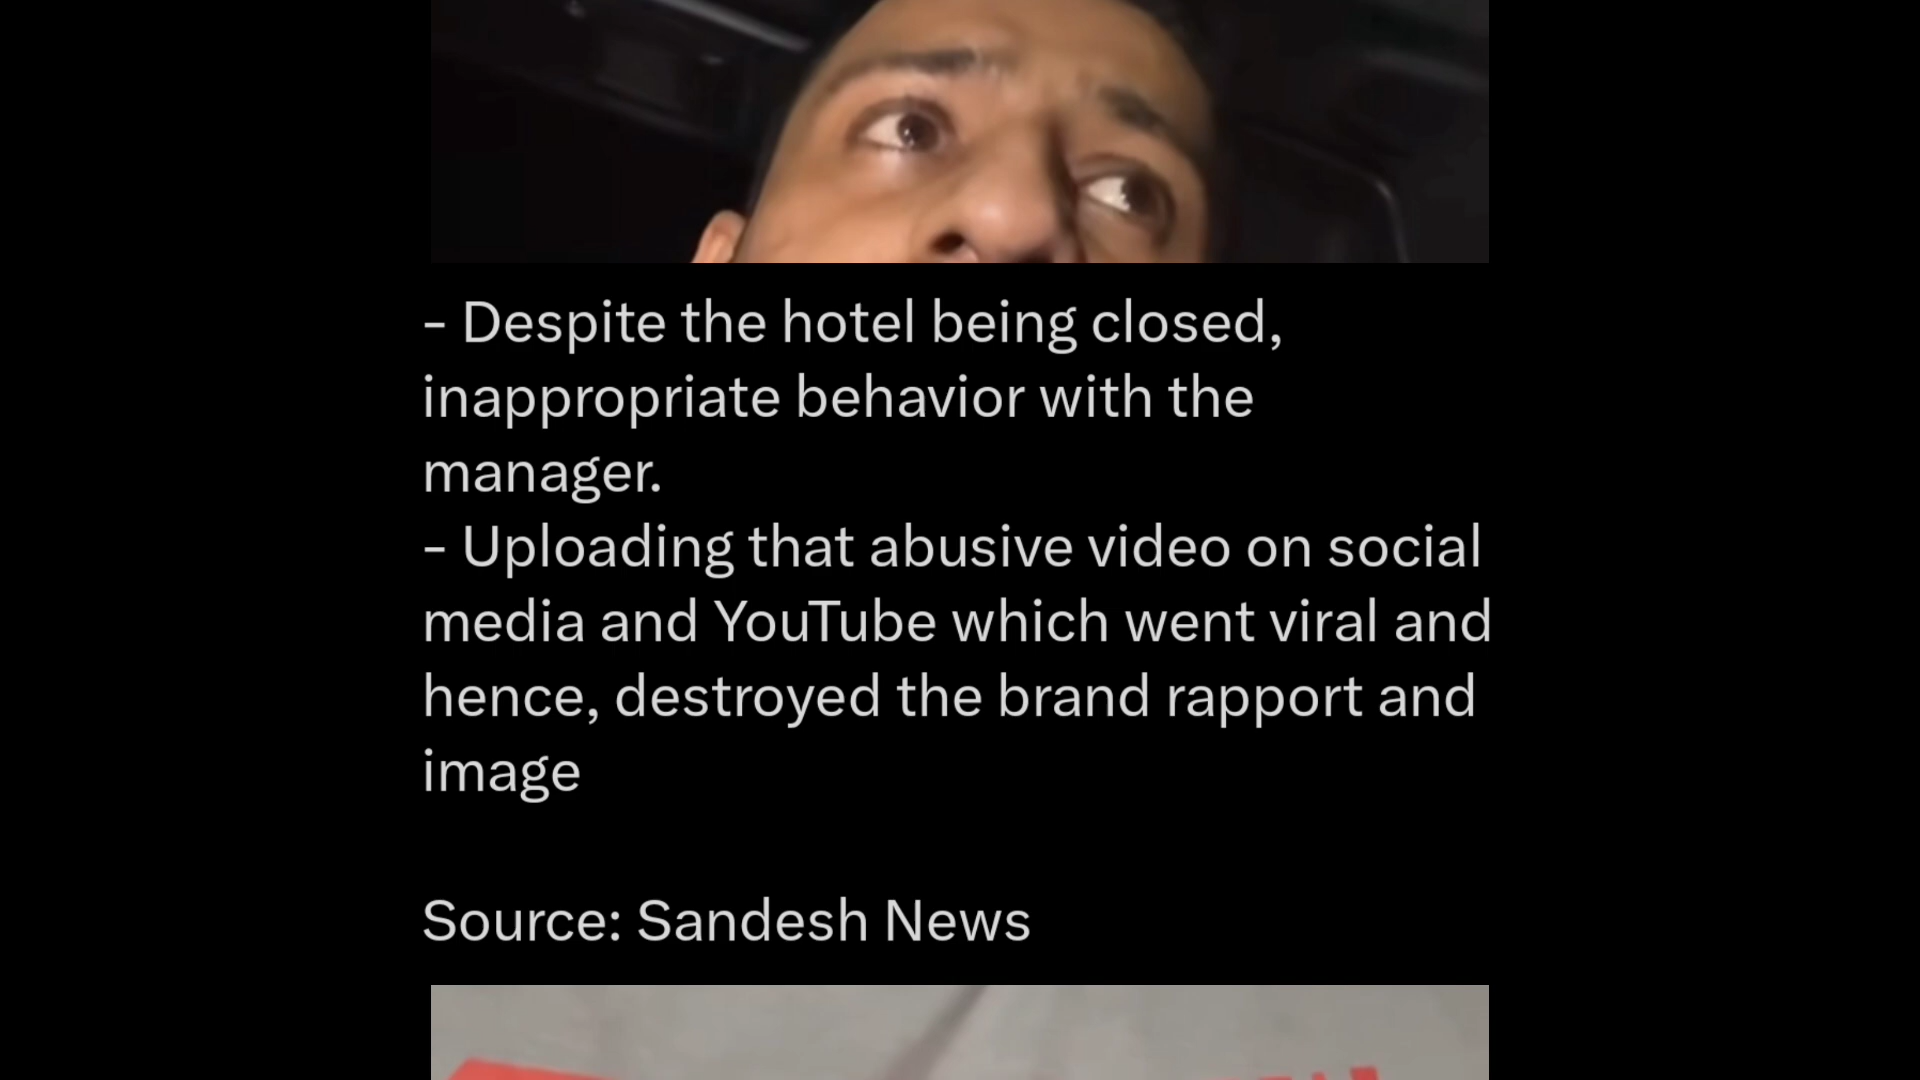 - Despite the hotel being closed,
inappropriate behavior with the
manager.
- Uploading that abusive video on social
media and YouTube which went viral and
hence, destroyed the brand rapport and
image
Source: Sandesh News